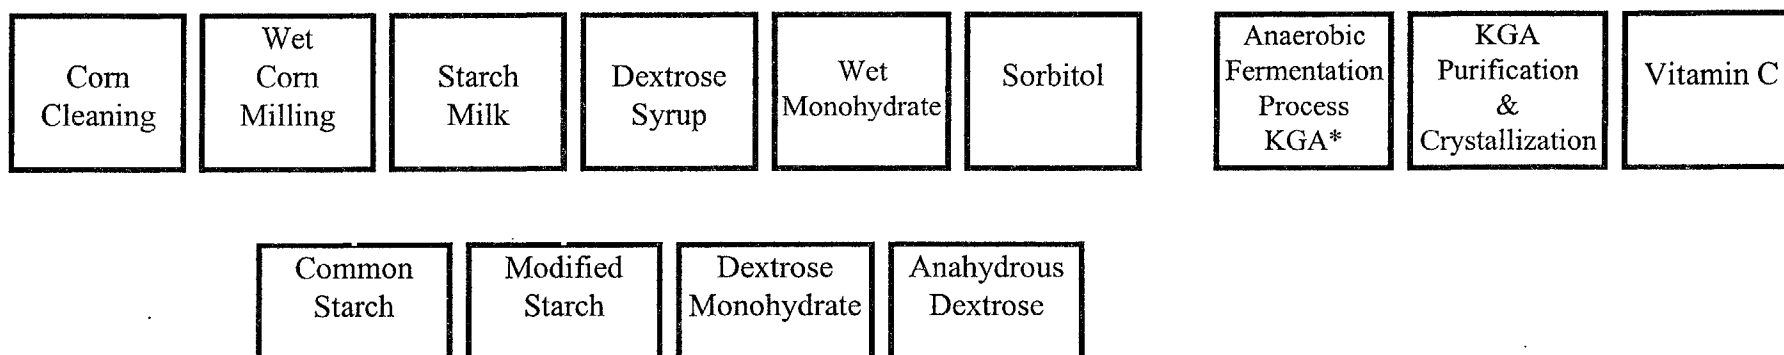 Corn
Cleaning
Wet
Corn
Milling
Starch
Milk
Dextrose
Syrup
Wet
Monohydrate
Sorbitol
Anaerobic
Fermentation
Process
KGA*
KGA
Purification
&
Crystallization
Vitamin C
Common
Starch
Modified
Starch
Dextrose
Monohydrate
Anahydrous
Dextrose